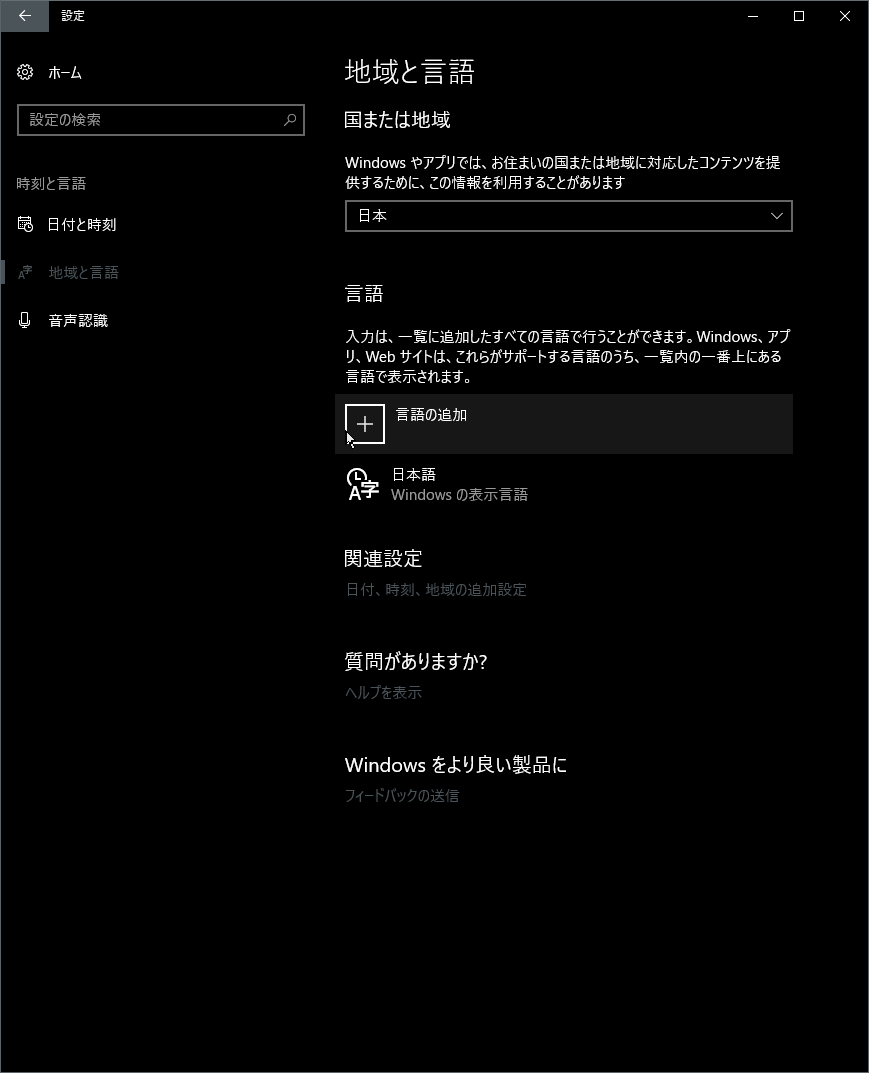 設定
ホーム
設定の検索
時刻と言語
日付と時刻
地域と言語
音声認識
地域と言語
国または地域
Windows やアプリでは、お住まいの国または地域に対応したコンテンツを提
供するために、この情報を利用することがあります
日本
言語
入力は、一覧に追加したすべての言語で行うことができます。Windows、アプ
リ、Web サイトは、これらがサポートする言語のうち、一覧内の一番上にある
言語で表示されます。
言語の追加
A字
日本語
Windows の表示言語
関連設定
日付、時刻、地域の追加設定
質問がありますか?
ヘルプを表示
Windows をより良い製品に
フィードバックの送信